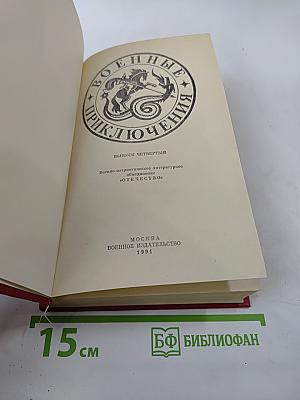 ВОЕННЫЕ
ПРИКЛЮЧЕНИЯ
ВЫПУСК ЧЕТВЕРТЫЙ
Военно-патриотическое литературное
объединение
«ОТЕЧЕСТВО»
МОСКВА
ВОЕННОЕ ИЗДАТЕЛЬСТВО
1991
15 см
БФ БИБЛИОФАН